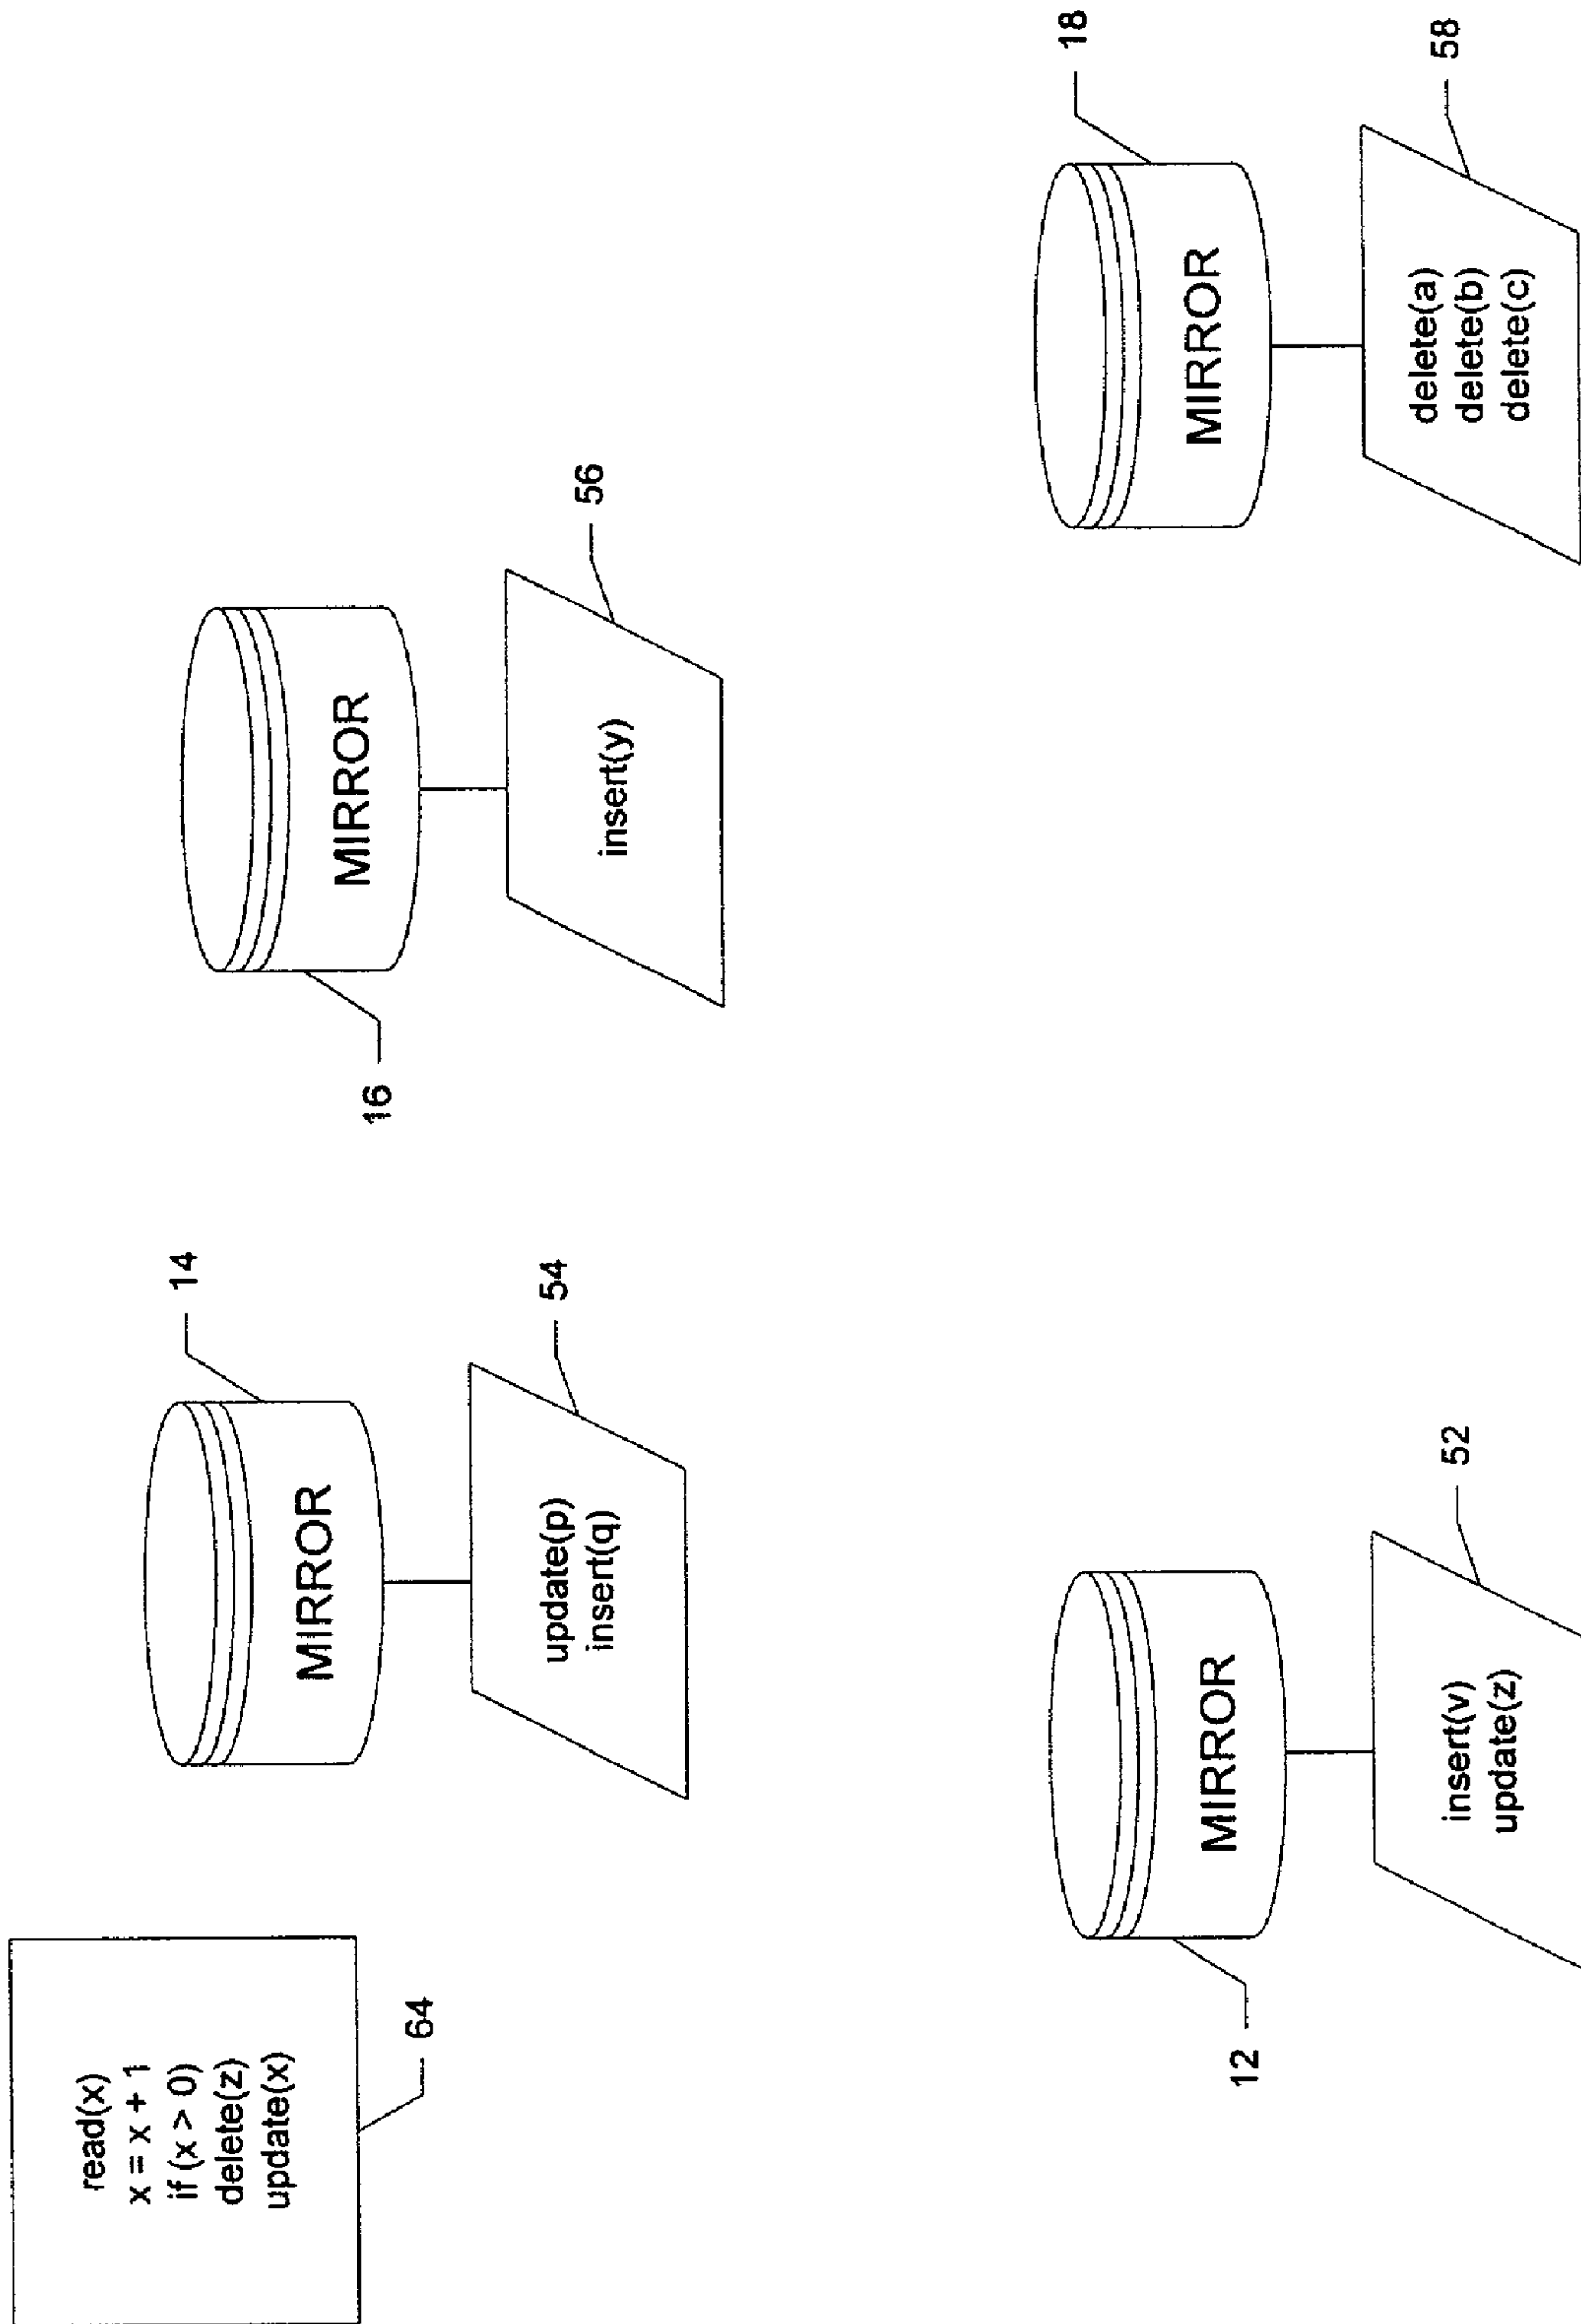 read(x)
x = x + 1
if (x > 0)
delete(z)
update(x)
64
14
MIRROR
update(p)
insert(q)
54
16
MIRROR
insert(y)
56
12
MIRROR
insert(v)
update(z)
52
18
MIRROR
delete(a)
delete(b)
delete(c)
58